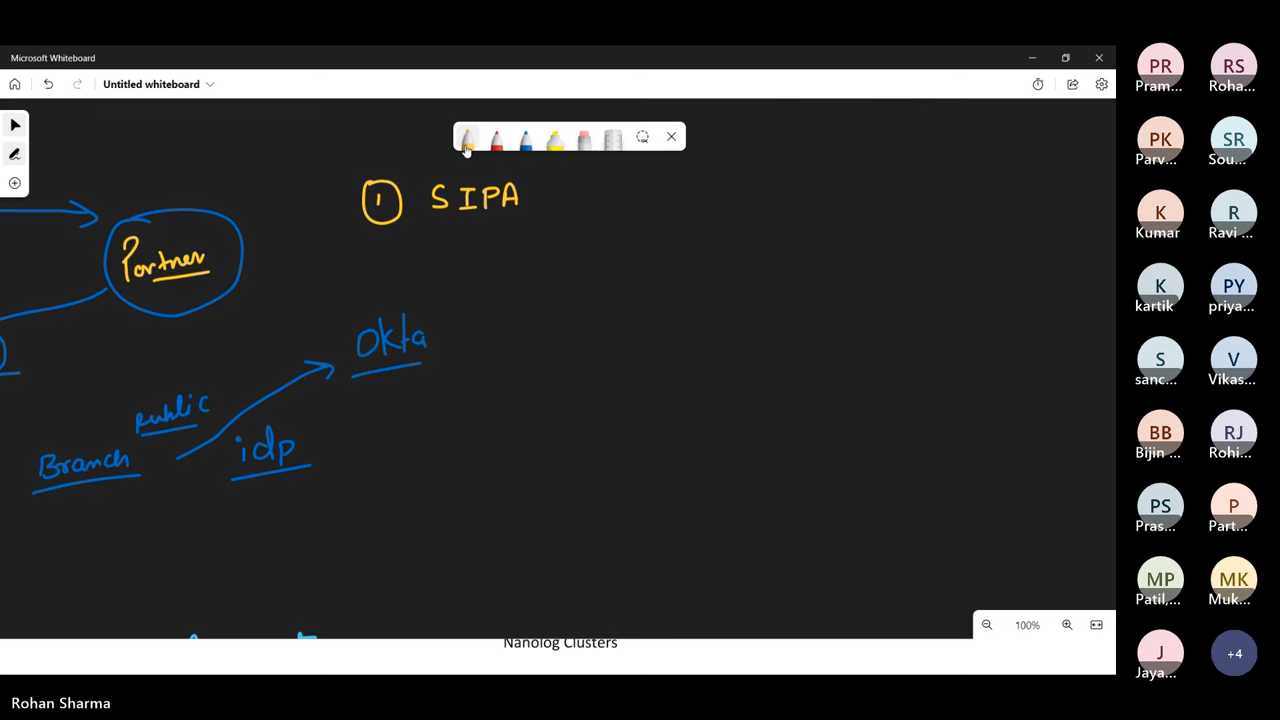 Microsoft Whiteboard
Untitled whiteboard
① SIPA
Partner
Okta
Public
idp
Branch
100%
Nanolog Clusters
Rohan Sharma
PR
Pram...
RS
Roha...
PK
Parv...
SR
Sou...
K
Kumar
R
Ravi ...
K
kartik
PY
priya...
S
sanc...
V
Vikas...
BB
Bijin ...
RJ
Rohi...
PS
Pras...
P
Part...
MP
Patil,...
MK
Muk...
J
Jaya...
+4